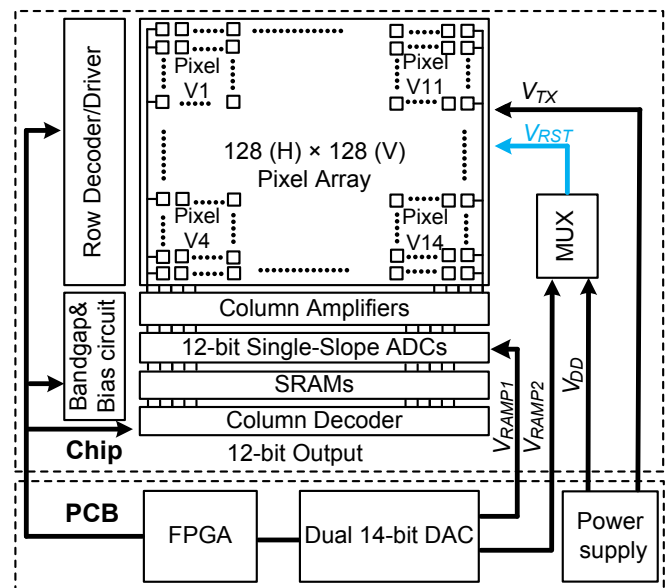 Row Decoder/Driver
Pixel
V1
Pixel
V11
128 (H) × 128 (V)
Pixel Array
Pixel
V4
Pixel
V14
V_TX
V_RST
MUX
Bandgap&
Bias circuit
Column Amplifiers
12-bit Single-Slope ADCs
SRAMs
Column Decoder
12-bit Output
Chip
V_RAMP1
V_RAMP2
V_DD
PCB
FPGA
Dual 14-bit DAC
Power
supply